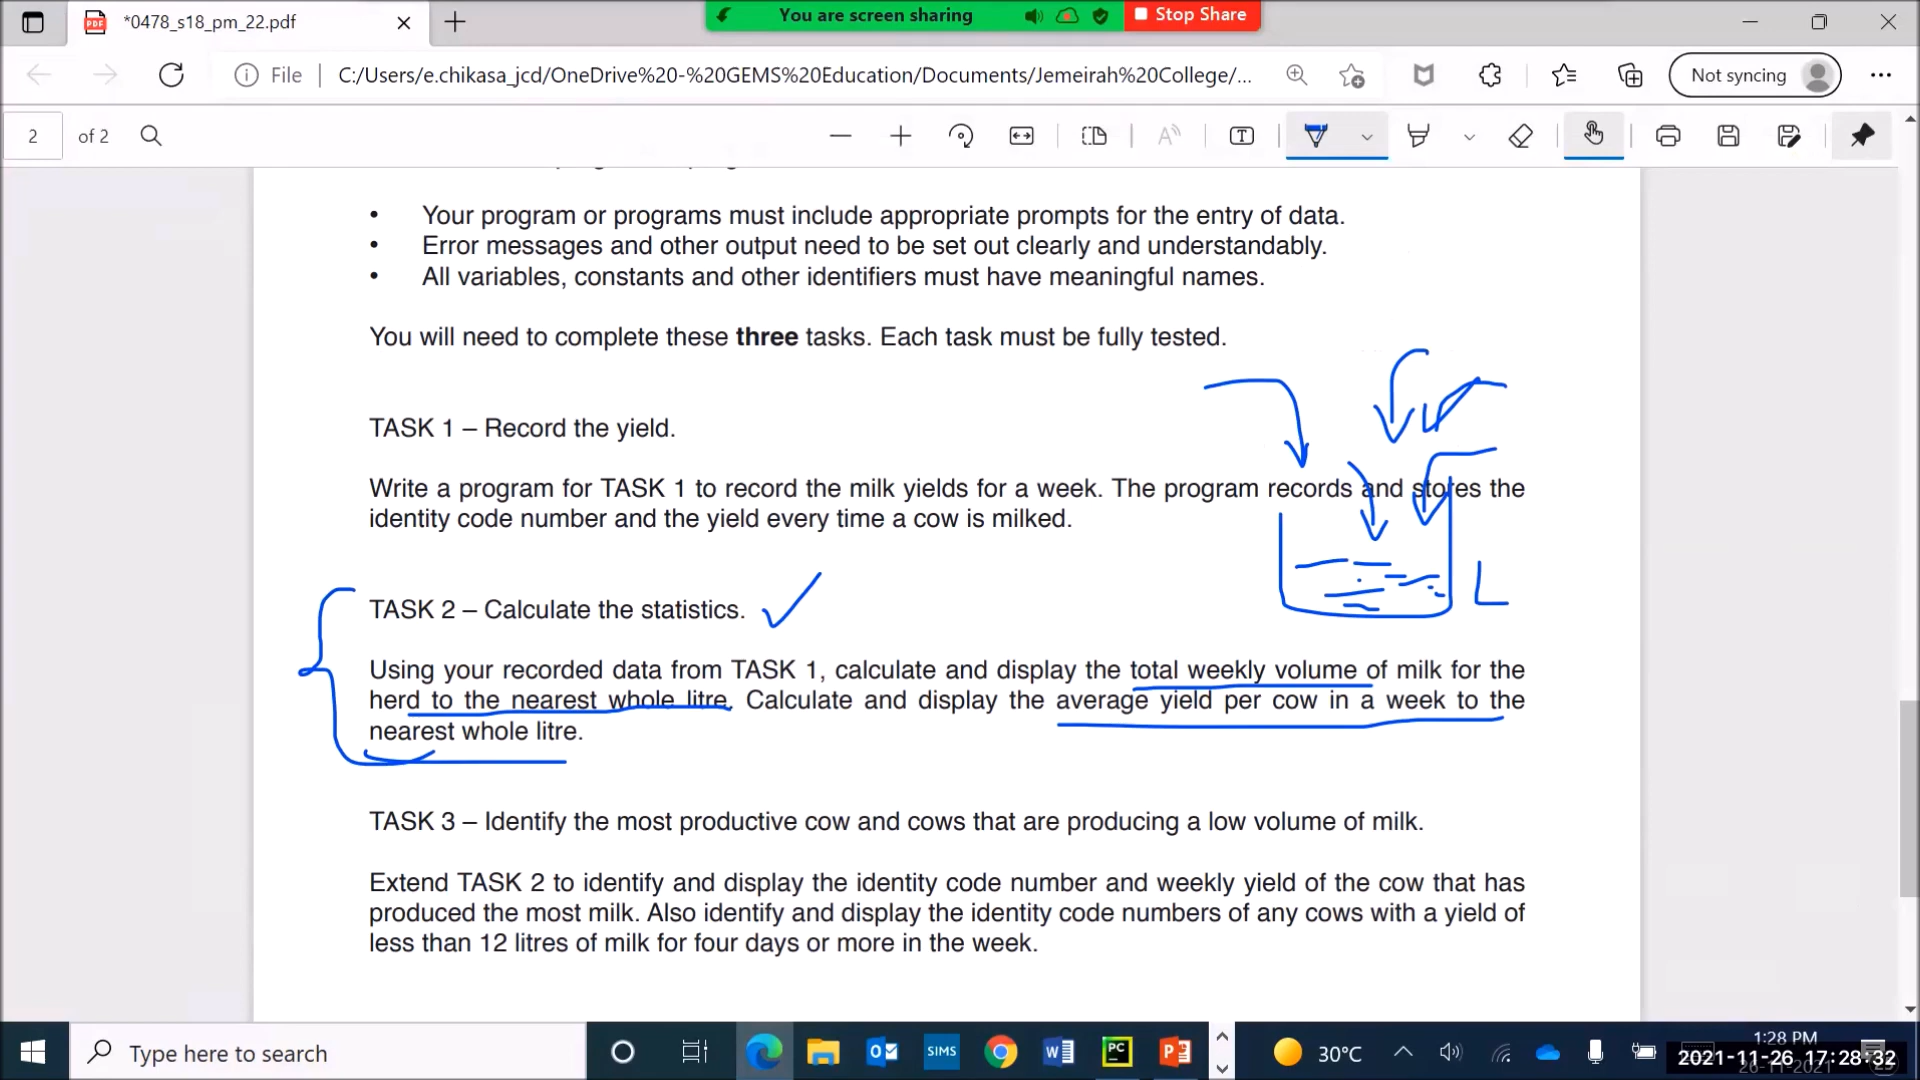 *0478_s18_pm_22.pdf
You are screen sharing
Stop Share
File
C:/Users/e.chikasa_jcd/OneDrive%20-%20GEMS%20Education/Documents/Jemeirah%20College/...
Not syncing
2 of 2
• Your program or programs must include appropriate prompts for the entry of data.
• Error messages and other output need to be set out clearly and understandably.
• All variables, constants and other identifiers must have meaningful names.
You will need to complete these three tasks. Each task must be fully tested.
TASK 1 – Record the yield.
Write a program for TASK 1 to record the milk yields for a week. The program records and stores the
identity code number and the yield every time a cow is milked.
L
TASK 2 – Calculate the statistics.
Using your recorded data from TASK 1, calculate and display the total weekly volume of milk for the
herd to the nearest whole litre. Calculate and display the average yield per cow in a week to the
nearest whole litre.
TASK 3 – Identify the most productive cow and cows that are producing a low volume of milk.
Extend TASK 2 to identify and display the identity code number and weekly yield of the cow that has
produced the most milk. Also identify and display the identity code numbers of any cows with a yield of
less than 12 litres of milk for four days or more in the week.
Type here to search
SIMS
PC
30°C
1:28 PM
2021-11-26 17:28:32